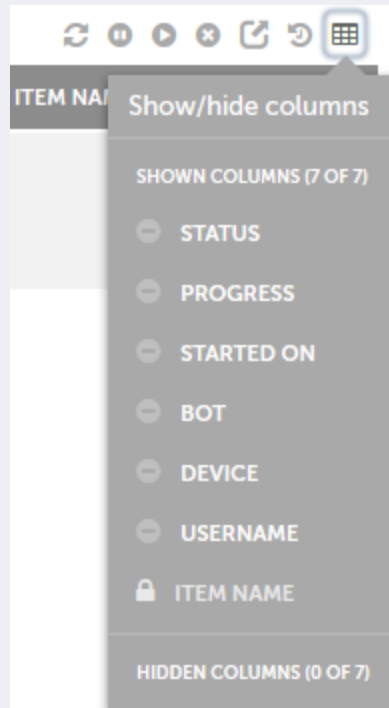 ITEM NA
Show/hide columns
SHOWN COLUMNS (7 OF 7)
STATUS
PROGRESS
STARTED ON
BOT
DEVICE
USERNAME
ITEM NAME
HIDDEN COLUMNS (0 OF 7)